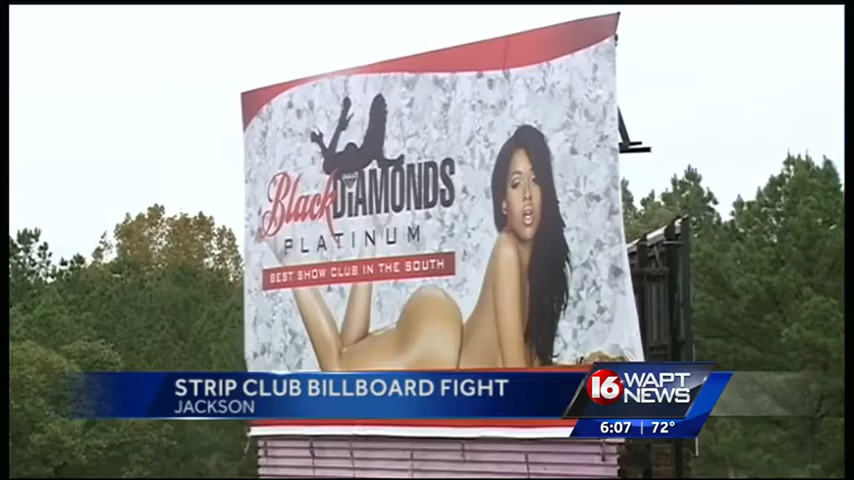 Black DIAMONDS
PLATINUM
BEST SHOW CLUB IN THE SOUTH
STRIP CLUB BILLBOARD FIGHT
JACKSON
16 WAPT
NEWS
6:07 72°